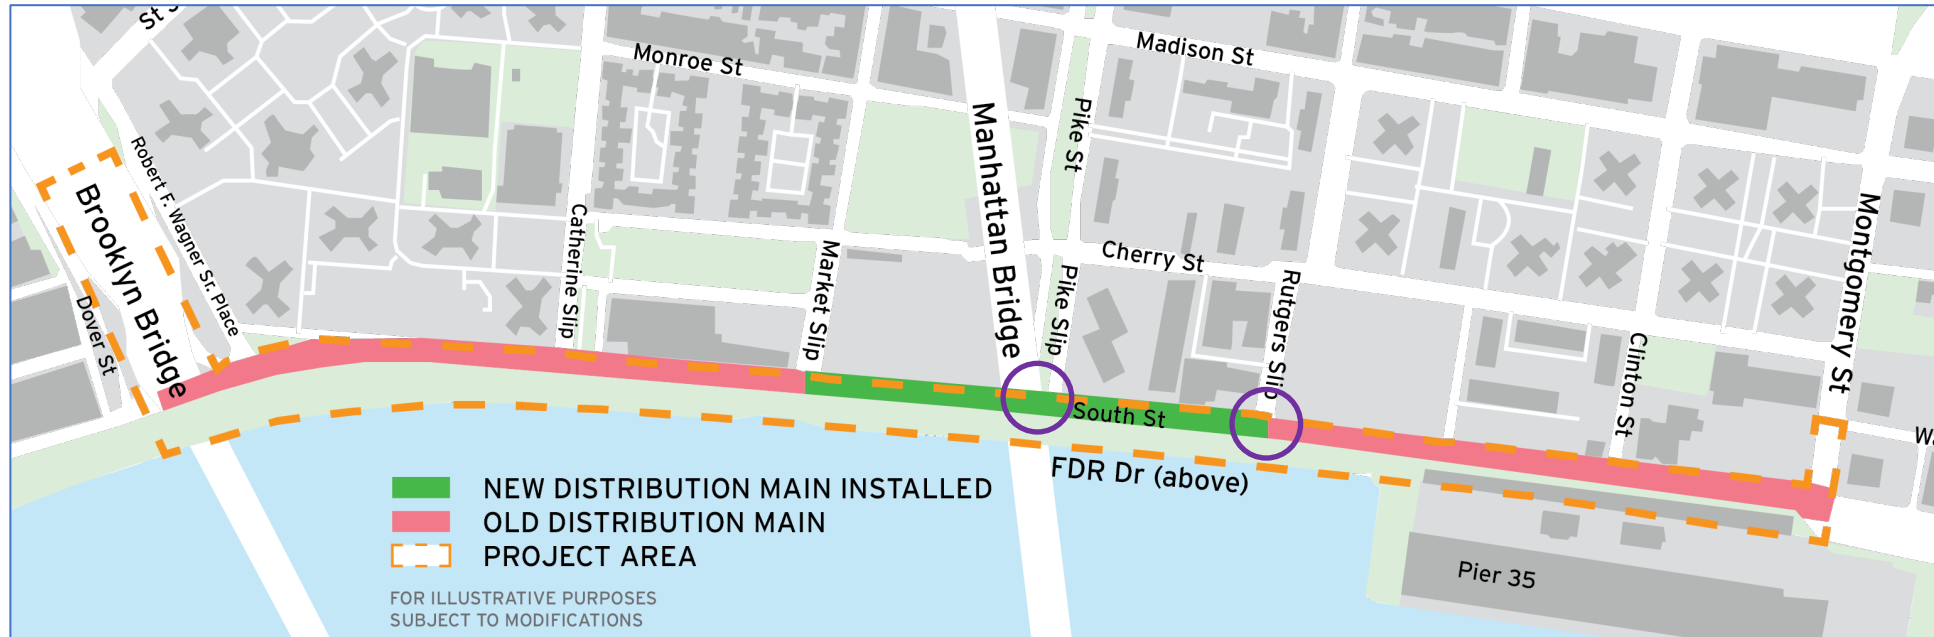 St J
Monroe St
Madison St
Manhattan Bridge
Pike St
Robert F. Wagner Sr. Place
Brooklyn Bridge
Dover St
Catherine Slip
Market Slip
Cherry St
Pike Slip
Rutgers Slip
Montgomery St
Clinton St
South St
FDR Dr (above)
Pier 35
NEW DISTRIBUTION MAIN INSTALLED
OLD DISTRIBUTION MAIN
PROJECT AREA
FOR ILLUSTRATIVE PURPOSES
SUBJECT TO MODIFICATIONS